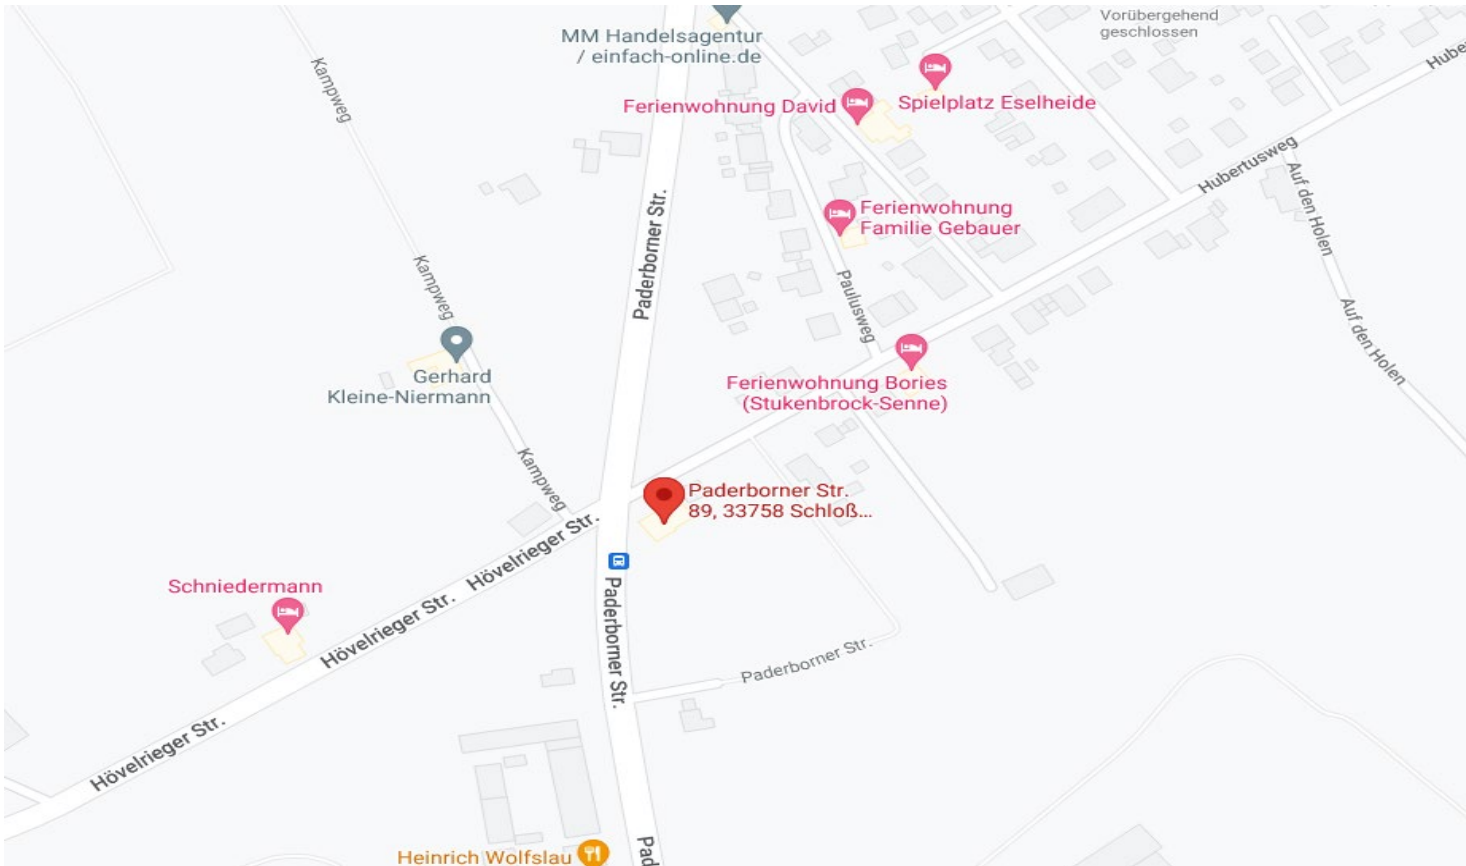 Vorübergehend
geschlossen
MM Handelsagentur
/ einfach-online.de
Kampweg
Ferienwohnung David
Spielplatz Eselheide
Hubertusweg
Auf den Holen
Paderborner Str.
Ferienwohnung
Familie Gebauer
Kampweg
Paulusweg
Auf den Holen
Gerhard
Kleine-Niermann
Ferienwohnung Bories
(Stukenbrock-Senne)
Kampweg
Paderborner Str.
89, 33758 Schloß...
Hövelrieger Str.
Schniedermann
Hövelrieger Str.
Paderborner Str.
Paderborner Str.
Hövelrieger Str.
Heinrich Wolfslau